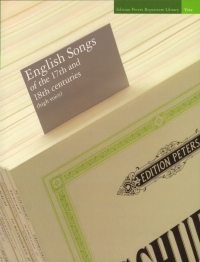 Edition Peters Repertoire Library
English Songs
of the 17th and
18th centuries
(high voice)
EDITION PETERS